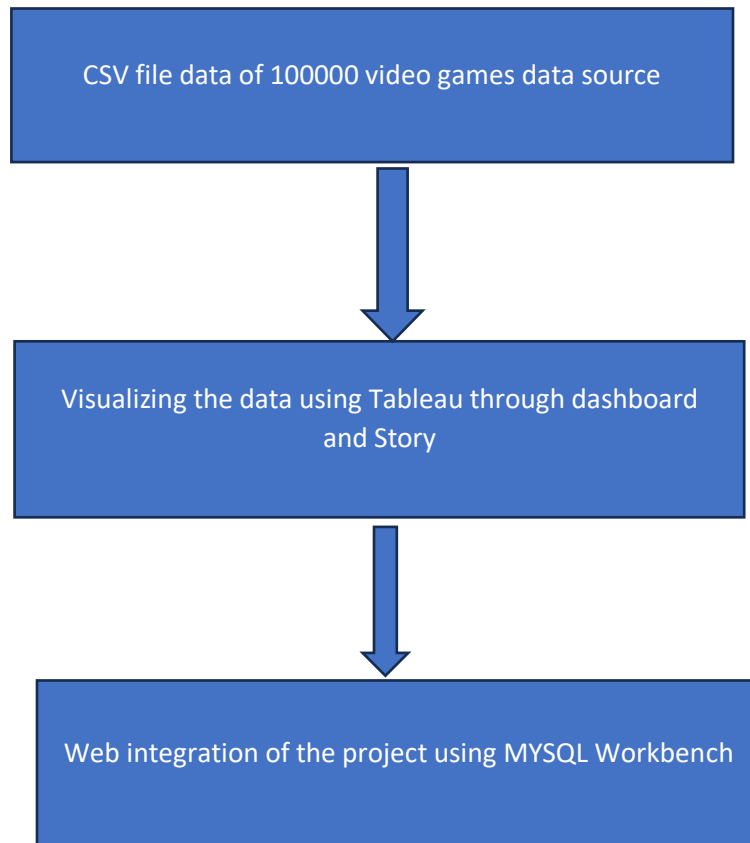 CSV file data of 100000 video games data source
Visualizing the data using Tableau through dashboard
and Story
Web integration of the project using MYSQL Workbench